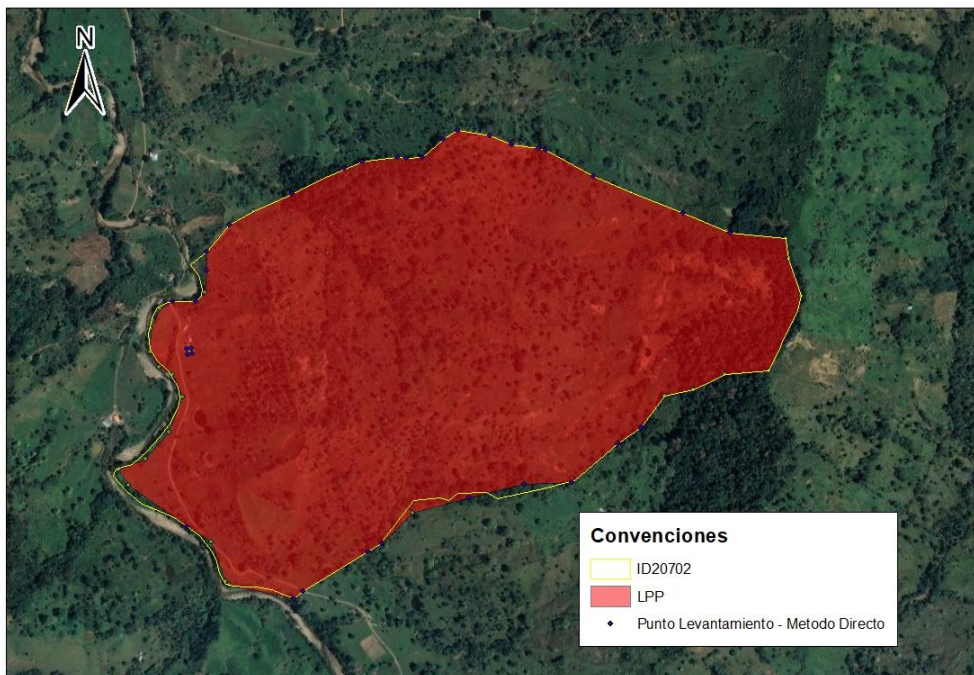 N
Convenciones
ID20702
LPP
Punto Levantamiento - Metodo Directo